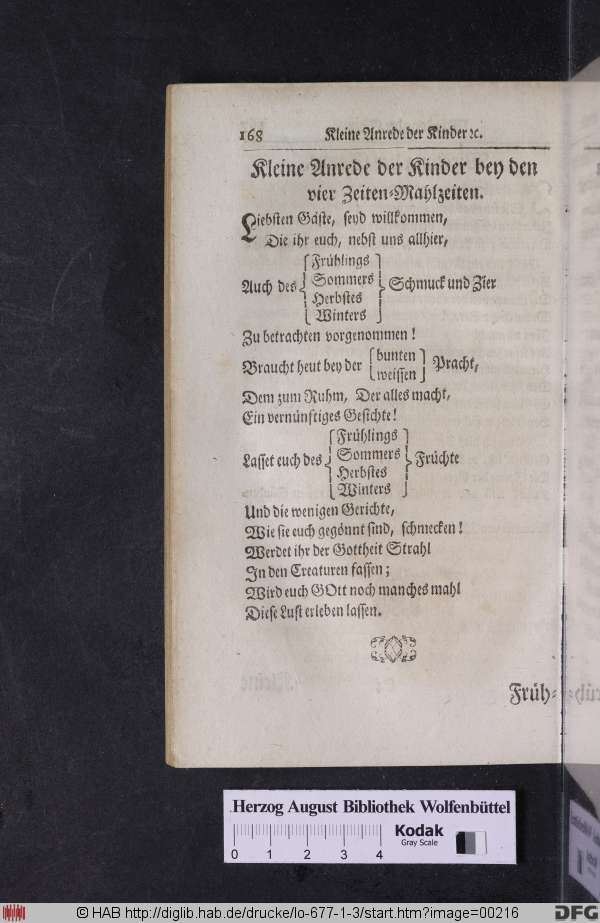 168 Kleine Anrede der Kinder ꝛc.
Kleine Anrede der Kinder bey den
vier Zeiten-Mahlzeiten.
Liebsten Gäste, seyd willkommen,
Die ihr euch, nebst uns allhier,
Auch des { Frühlings
Sommers
Herbstes
Winters } Schmuck und Zier
Zu betrachten vorgenommen!
Braucht heut bey der { bunten
weissen } Pracht,
Dem zum Ruhm, Der alles macht,
Ein vernünftiges Gesichte!
Lasset euch des { Frühlings
Sommers
Herbstes
Winters } Früchte
Und die wenigen Gerichte,
Wie sie euch gegönnt sind, schmecken!
Werdet ihr der Gottheit Strahl
In den Creaturen fassen;
Wird euch GOtt noch manches mahl
Diese Lust erleben lassen.
Früh-
Herzog August Bibliothek Wolfenbüttel
Kodak
Gray Scale
0 1 2 3 4
© HAB http://diglib.hab.de/drucke/lo-677-1-3/start.htm?image=00216
DFG